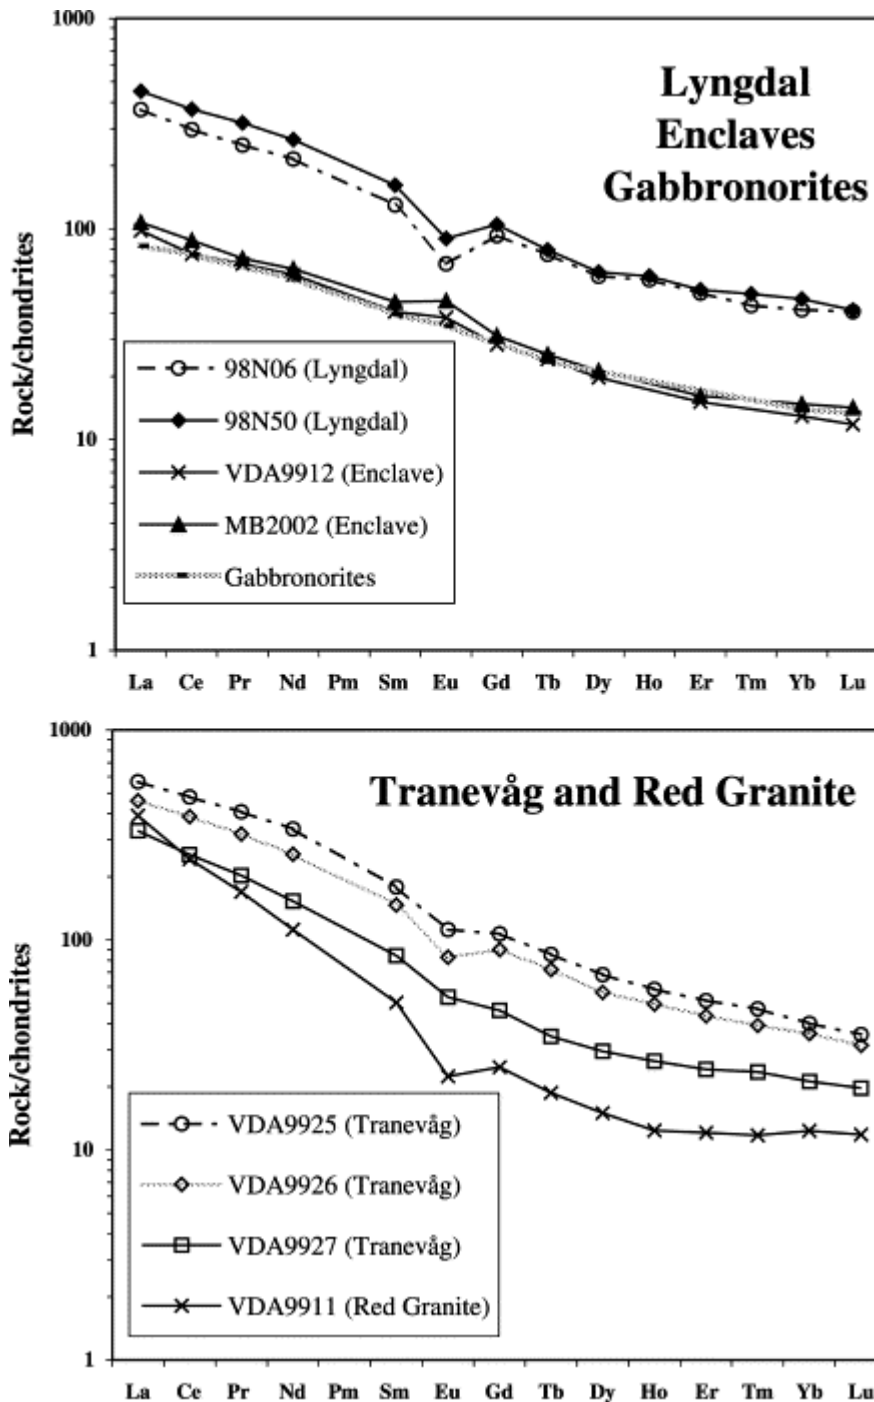 1000
Lyngdal
Enclaves
Gabbronorites
100
Rock/chondrites
98N06 (Lyngdal)
98N50 (Lyngdal)
10
VDA9912 (Enclave)
MB2002 (Enclave)
Gabbronorites
1
La Ce Pr Nd Pm Sm Eu Gd Tb Dy Ho Er Tm Yb Lu
1000
Tranevåg and Red Granite
100
Rock/chondrites
VDA9925 (Tranevåg)
10
VDA9926 (Tranevåg)
VDA9927 (Tranevåg)
VDA9911 (Red Granite)
1
La Ce Pr Nd Pm Sm Eu Gd Tb Dy Ho Er Tm Yb Lu